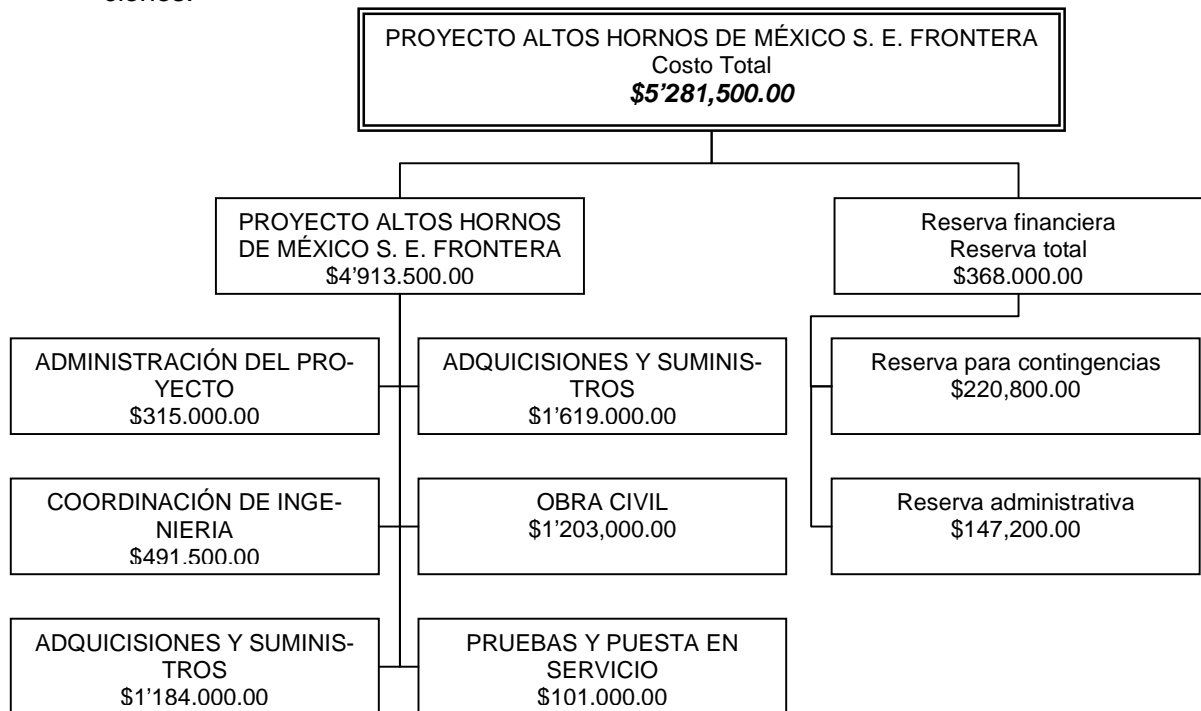 ciones.
PROYECTO ALTOS HORNOS DE MÉXICO S. E. FRONTERA
Costo Total
$5’281,500.00
PROYECTO ALTOS HORNOS
DE MÉXICO S. E. FRONTERA
$4’913,500.00
Reserva financiera
Reserva total
$368,000.00
ADMINISTRACIÓN DEL PRO-
YECTO
$315,000.00
ADQUICISIONES Y SUMINIS-
TROS
$1’619,000.00
Reserva para contingencias
$220,800.00
COORDINACIÓN DE INGE-
NIERIA
$491,500.00
OBRA CIVIL
$1’203,000.00
Reserva administrativa
$147,200.00
ADQUICISIONES Y SUMINIS-
TROS
$1’184,000.00
PRUEBAS Y PUESTA EN
SERVICIO
$101,000.00